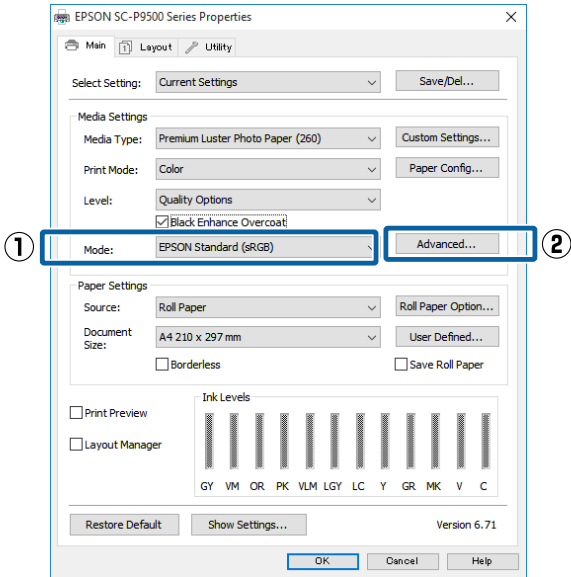 EPSON SC-P9500 Series Properties
Main Layout Utility
Select Setting: Current Settings Save/Del...
Media Settings
Media Type: Premium Luster Photo Paper (260) Custom Settings...
Print Mode: Color Paper Config...
Level: Quality Options
Black Enhance Overcoat
① Mode: EPSON Standard (sRGB) Advanced... ②
Paper Settings
Source: Roll Paper Roll Paper Option...
Document Size: A4 210 x 297 mm User Defined...
Borderless Save Roll Paper
Ink Levels
Print Preview
Layout Manager
GY VM OR PK VLM LGY LC Y GR MK V C
Restore Default Show Settings... Version 6.71
OK Cancel Help